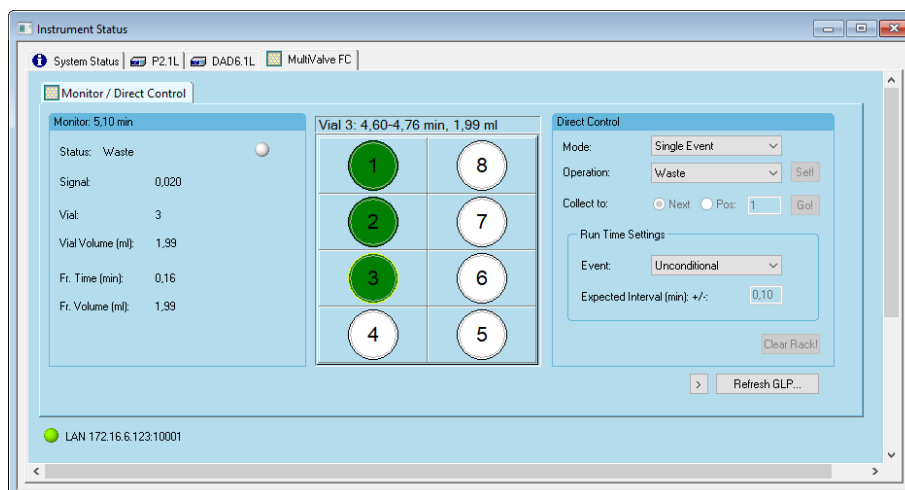 Instrument Status
System Status P2.1L DAD6.1L MultiValve FC
Monitor / Direct Control
Monitor: 5,10 min
Status: Waste
Signal: 0,020
Vial: 3
Vial Volume (ml): 1,99
Fr. Time (min): 0,16
Fr. Volume (ml): 1,99
Vial 3: 4,60-4,76 min, 1,99 ml
1 8
2 7
3 6
4 5
Direct Control
Mode: Single Event
Operation: Waste Set!
Collect to: Next Pos: 1 Go!
Run Time Settings
Event: Unconditional
Expected Interval (min): +/-: 0,10
Clear Rack!
> Refresh GLP...
LAN 172.16.6.123:10001